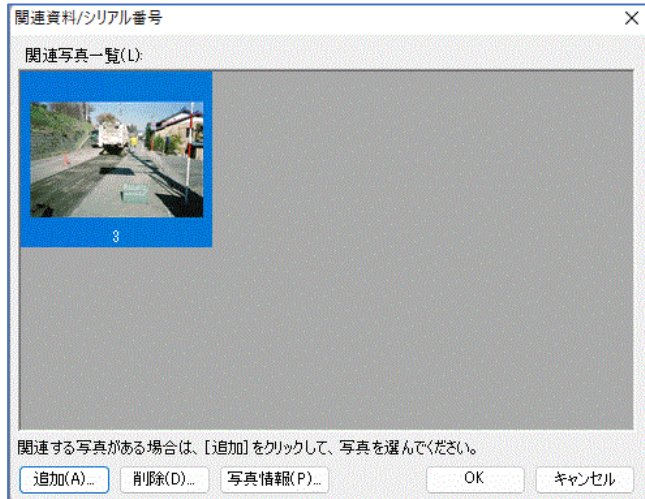 関連資料/シリアル番号
関連写真一覧(L):
3
関連する写真がある場合は、[追加]をクリックして、写真を選んでください。
追加(A)... 削除(D)... 写真情報(P)... OK キャンセル